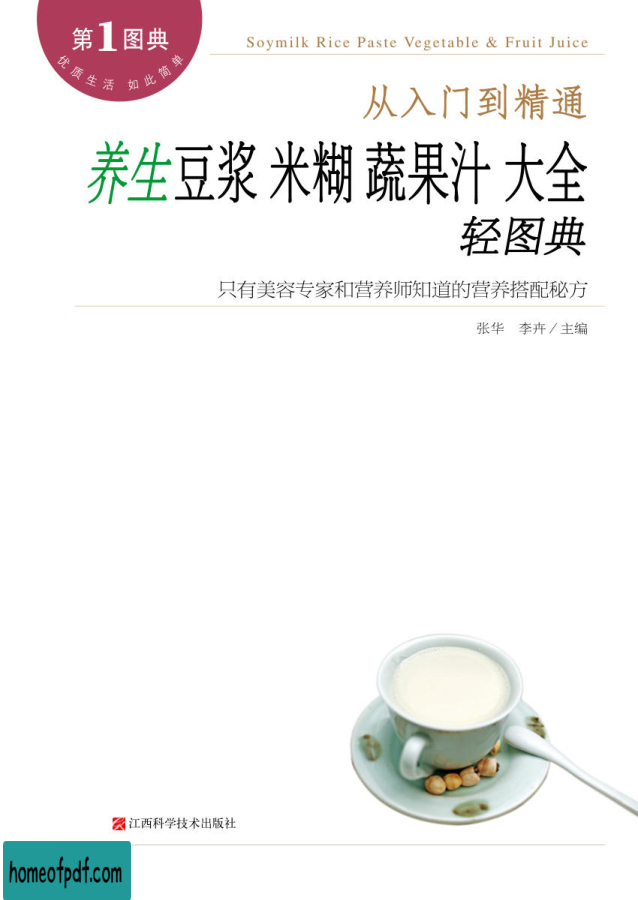 第1图典
优质生活 如此简单
Soymilk Rice Paste Vegetable & Fruit Juice
从入门到精通
养生豆浆 米糊 蔬果汁 大全
轻图典
只有美容专家和营养师知道的营养搭配秘方
张华 李卉/主编
江西科学技术出版社
homeofpdf.com